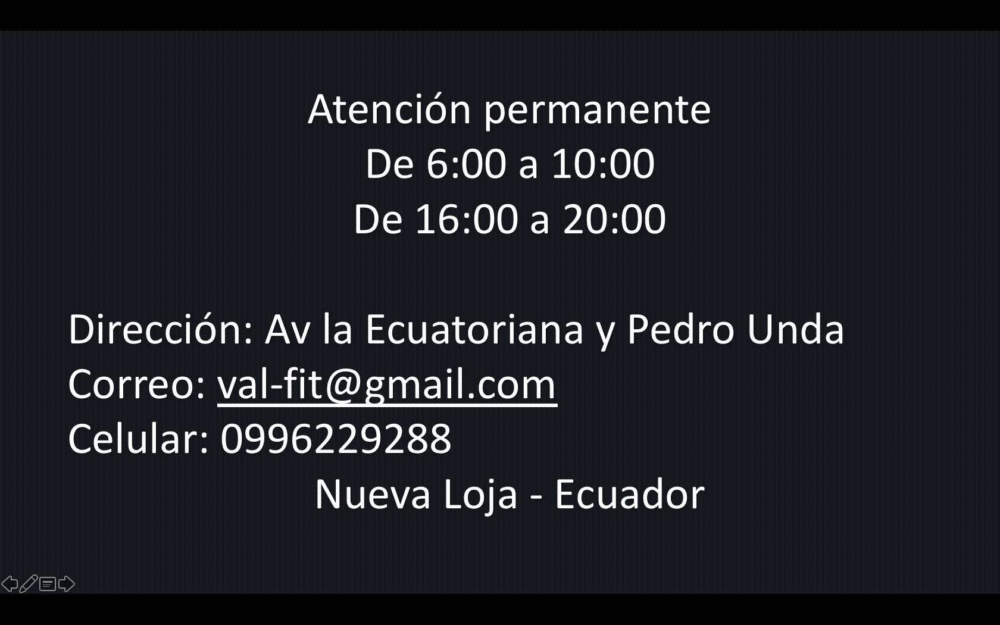 Atención permanente
De 6:00 a 10:00
De 16:00 a 20:00
Dirección: Av la Ecuatoriana y Pedro Unda
Correo: val-fit@gmail.com
Celular: 0996229288
Nueva Loja - Ecuador